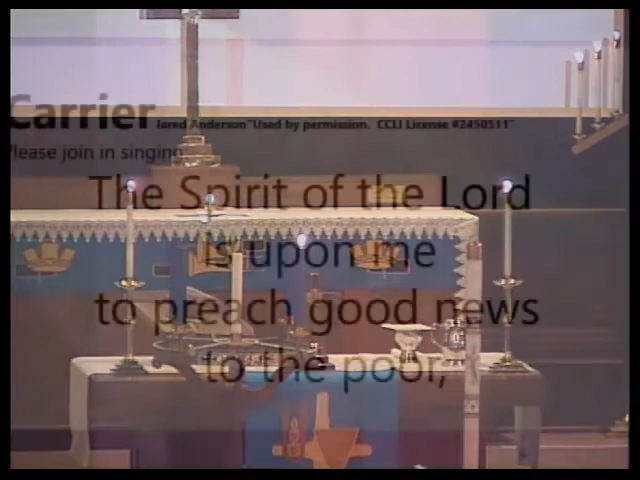 Carrier Jared Anderson "Used by permission. CCLI License #2450511"
Please join in singing
The Spirit of the Lord
is upon me
to preach good news
to the poor,